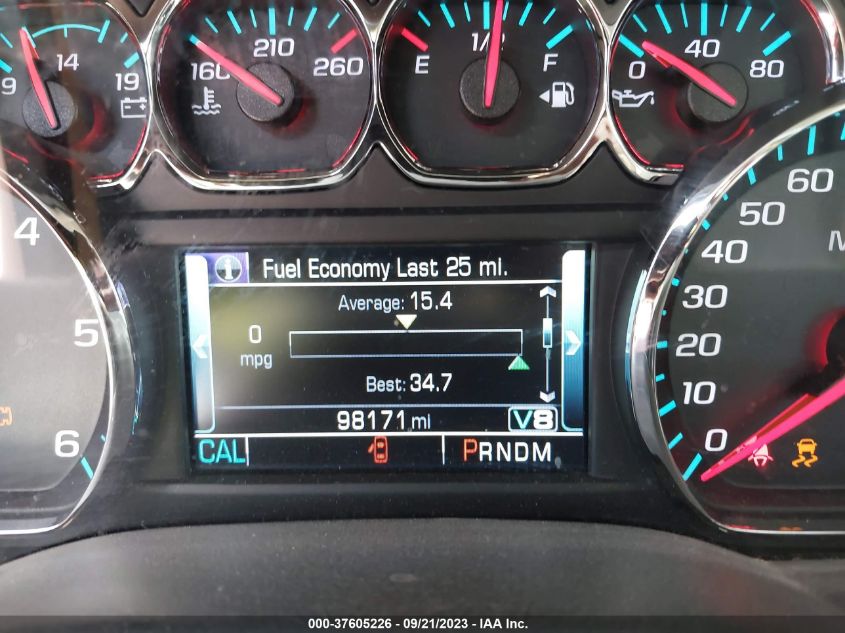 9 14 19
160 210 260
E 1/2 F
0 40 80
4
5
6
60
50
40
30
20
10
0
M
i Fuel Economy Last 25 mi.
Average: 15.4
0
mpg
Best: 34.7
98171 mi V8
CAL PRNDM
000-37605226 - 09/21/2023 - IAA Inc.